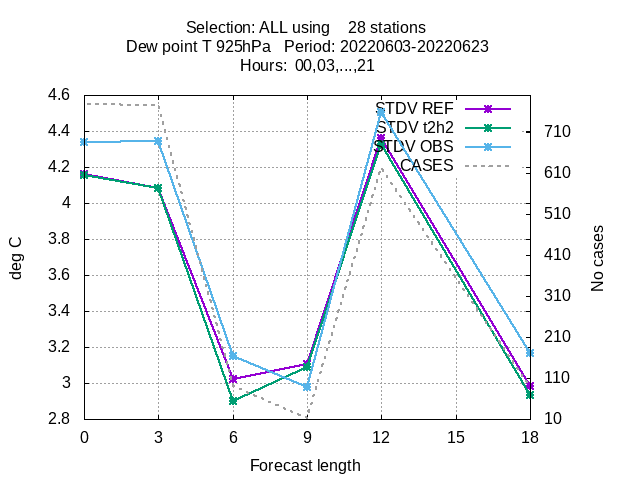 Selection: ALL using    28 stations
Dew point T 925hPa   Period: 20220603-20220623
Hours:  00,03,...,21
4.6
4.4
4.2
4
3.8
3.6
3.4
3.2
3
2.8
deg C
STDV REF
STDV t2h2
STDV OBS
CASES
710
610
510
410
310
210
110
10
No cases
0 3 6 9 12 15 18
Forecast length